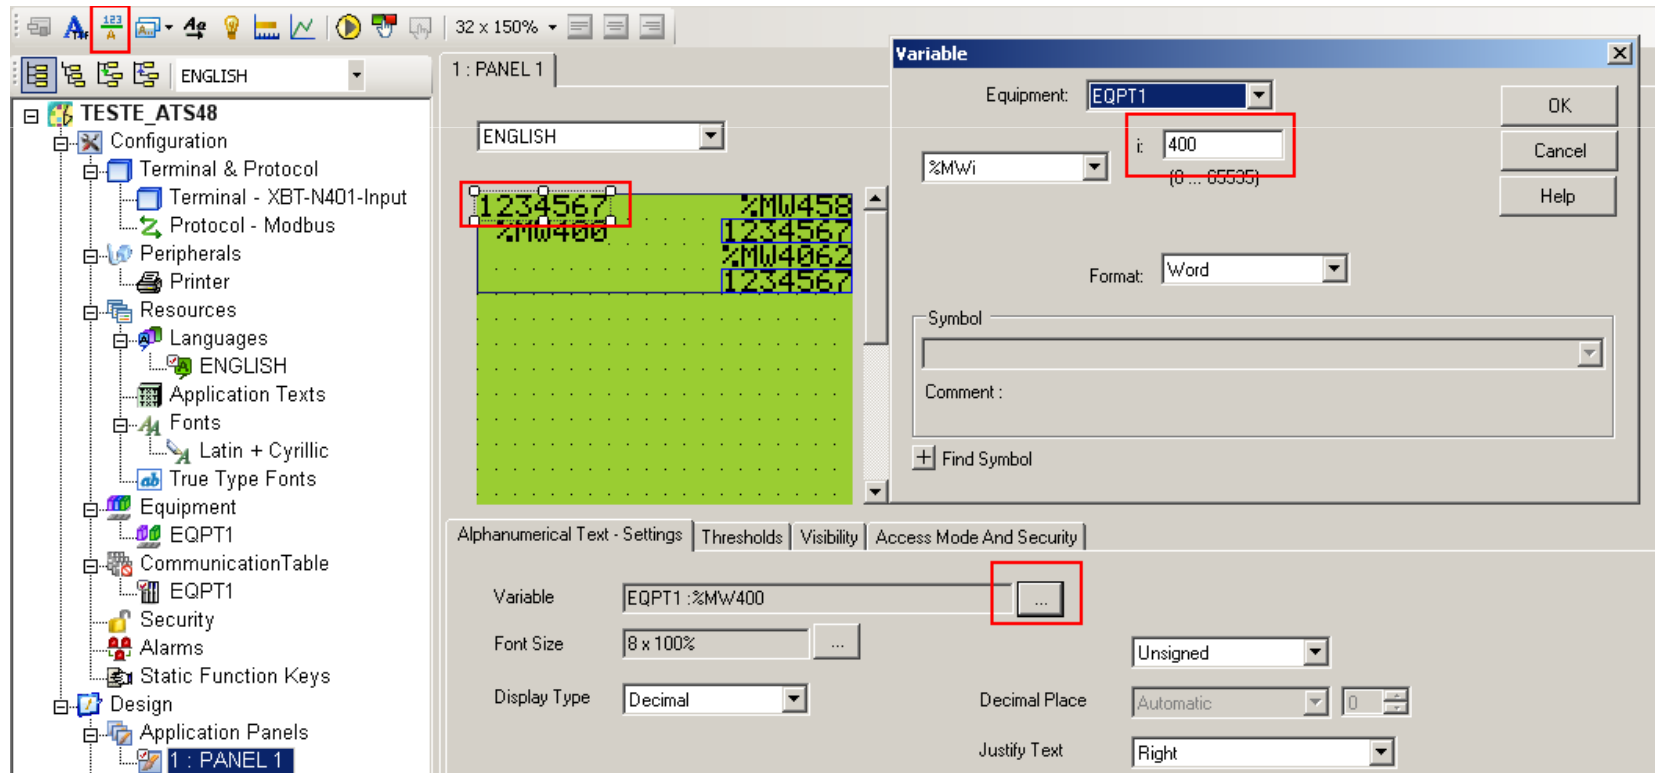 32 x 150%
ENGLISH
TESTE_ATS48
Configuration
Terminal & Protocol
Terminal - XBT-N401-Input
Protocol - Modbus
Peripherals
Printer
Resources
Languages
ENGLISH
Application Texts
Fonts
Latin + Cyrillic
True Type Fonts
Equipment
EQPT1
CommunicationTable
EQPT1
Security
Alarms
Static Function Keys
Design
Application Panels
1 : PANEL 1
1 : PANEL 1
ENGLISH
1234567 %MW458
%MW400 1234567
%MW4062
1234567
Variable
Equipment: EQPT1
OK
%MWi
i: 400
(0 ... 65535)
Cancel
Help
Format: Word
Symbol
Comment :
Find Symbol
Alphanumerical Text - Settings Thresholds Visibility Access Mode And Security
Variable EQPT1 :%MW400 ...
Font Size 8 x 100% ... Unsigned
Display Type Decimal Decimal Place Automatic 0
Justify Text Right